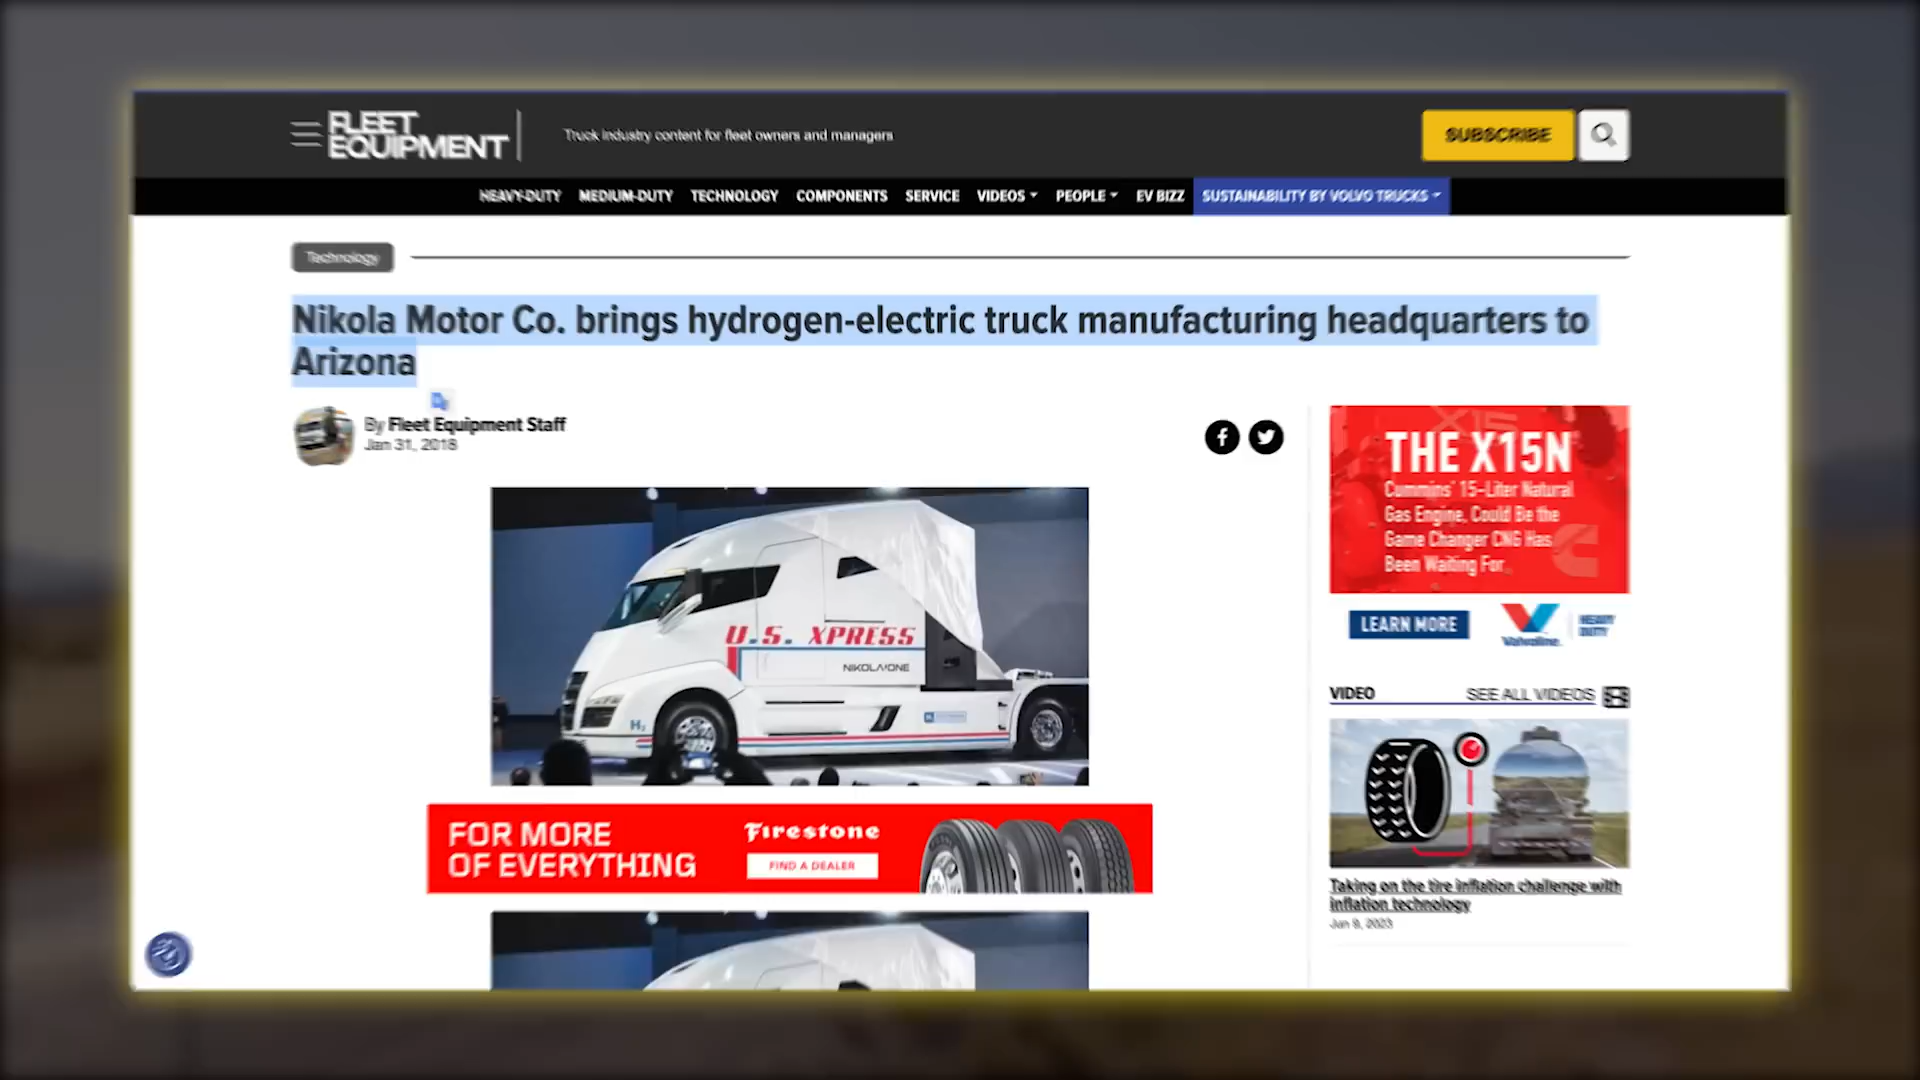 FLEET
EQUIPMENT
Truck industry content for fleet owners and managers
SUBSCRIBE
HEAVY-DUTY MEDIUM-DUTY TECHNOLOGY COMPONENTS SERVICE VIDEOS PEOPLE EV BIZZ SUSTAINABILITY BY VOLVO TRUCKS
Technology
Nikola Motor Co. brings hydrogen-electric truck manufacturing headquarters to
Arizona
By Fleet Equipment Staff
Jan 31, 2018
U.S. XPRESS
NIKOLA ONE
H2
FOR MORE
OF EVERYTHING
Firestone
FIND A DEALER
THE X15N
Cummins' 15-Liter Natural
Gas Engine, Could Be the
Game Changer CNG Has
Been Waiting For.
LEARN MORE
Valvoline
HEAVY
DUTY
VIDEO SEE ALL VIDEOS
Taking on the tire inflation challenge with
inflation technology
Jun 9, 2023